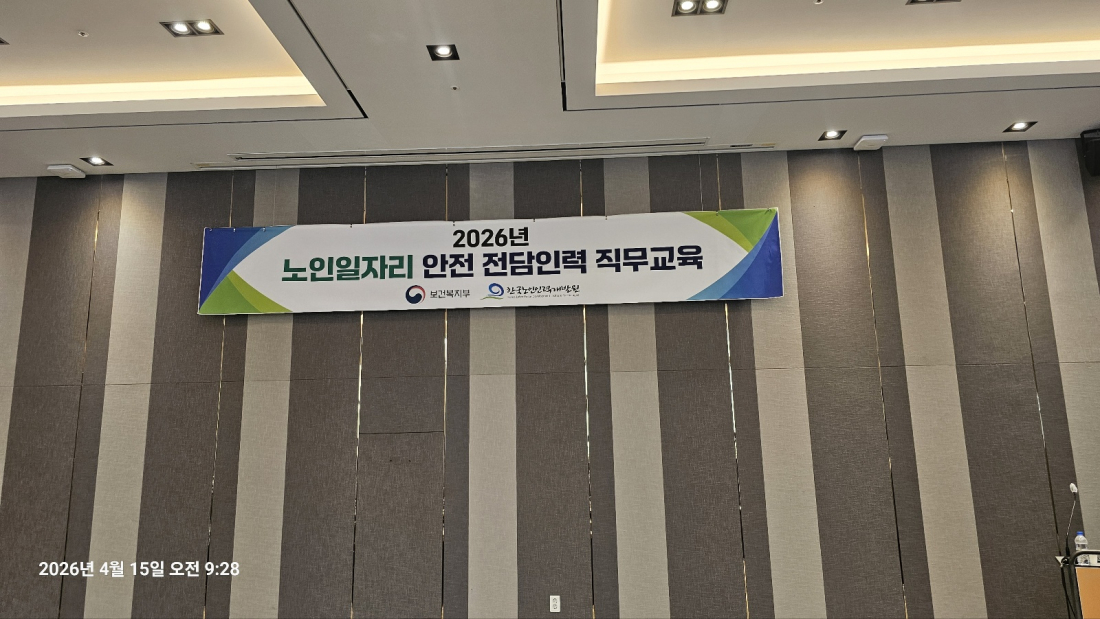 2026년
노인일자리 안전 전담인력 직무교육
보건복지부 한국노인인력개발원
2026년 4월 15일 오전 9:28